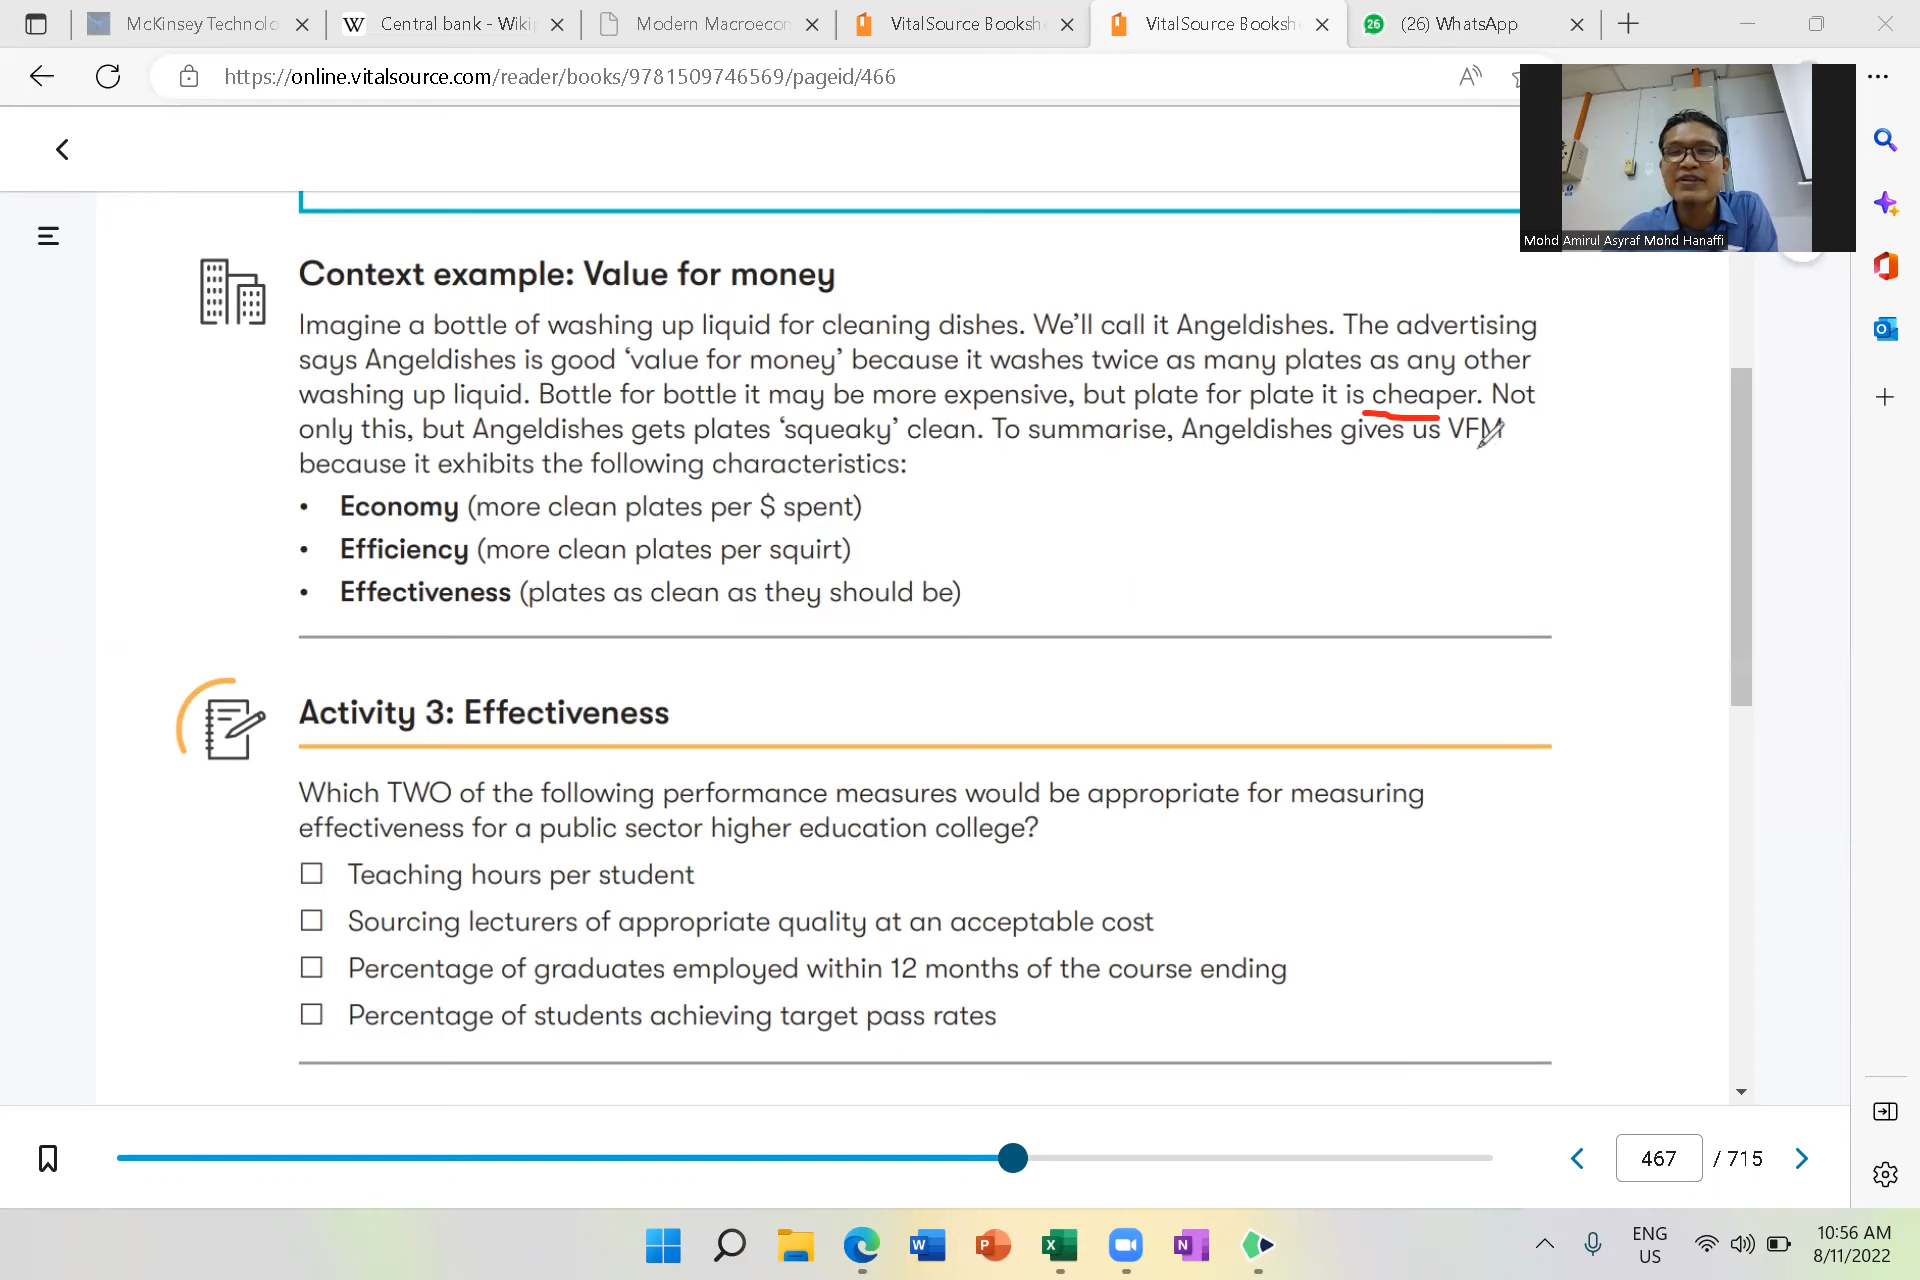 McKinsey Technolo
Central bank - Wiki
Modern Macroecon
VitalSource Bookshe
VitalSource Bookshe
26
(26) WhatsApp
https://online.vitalsource.com/reader/books/9781509746569/pageid/466
Mohd Amirul Asyraf Mohd Hanaffi
Context example: Value for money
Imagine a bottle of washing up liquid for cleaning dishes. We’ll call it Angeldishes. The advertising
says Angeldishes is good ‘value for money’ because it washes twice as many plates as any other
washing up liquid. Bottle for bottle it may be more expensive, but plate for plate it is cheaper. Not
only this, but Angeldishes gets plates ‘squeaky’ clean. To summarise, Angeldishes gives us VFM
because it exhibits the following characteristics:
• Economy (more clean plates per $ spent)
• Efficiency (more clean plates per squirt)
• Effectiveness (plates as clean as they should be)
Activity 3: Effectiveness
Which TWO of the following performance measures would be appropriate for measuring
effectiveness for a public sector higher education college?
☐ Teaching hours per student
☐ Sourcing lecturers of appropriate quality at an acceptable cost
☐ Percentage of graduates employed within 12 months of the course ending
☐ Percentage of students achieving target pass rates
467 / 715
ENG
US
10:56 AM
8/11/2022